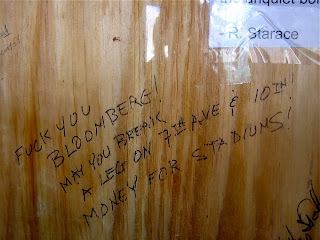 - R. Starace
FUCK YOU
BLOOMBERG!
MAY YOU BREAK
A LEG ON 7TH AVE & 10TH!
MONEY FOR STADIUMS!